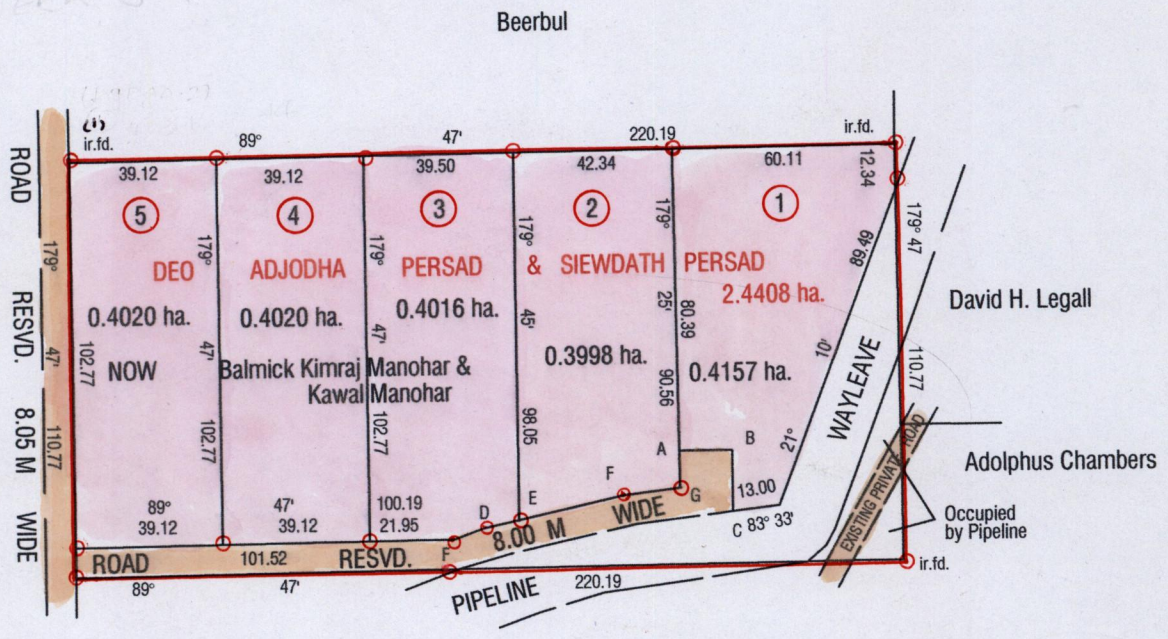 Beerbul
(1)
ir.fd.
89° 47' 220.19
ir.fd.
39.12 39.12 39.50 42.34 60.11 12.34
5 4 3 2 1
ROAD RESVD. 8.05 M WIDE
179° 47' 110.77
179° 179° 179° 179° 179° 47
DEO ADJODHA PERSAD & SIEWDATH PERSAD
2.4408 ha.
89.49
0.4020 ha. 0.4020 ha. 0.4016 ha.
25' 80.39
David H. Legall
45'
102.77 47' 47'
0.3998 ha.
10'
WAYLEAVE
110.77
NOW Balmick Kimraj Manohar &
Kawal Manohar
90.56
0.4157 ha.
102.77 102.77 98.05
21°
A B
EXISTING PRIVATE ROAD
Adolphus Chambers
F G
13.00
89° 47' 100.19
39.12 39.12 21.95
D E
8.00 M WIDE
C 83° 33'
Occupied
by Pipeline
ROAD 101.52 RESVD. F
ir.fd.
89° 47' 220.19
PIPELINE